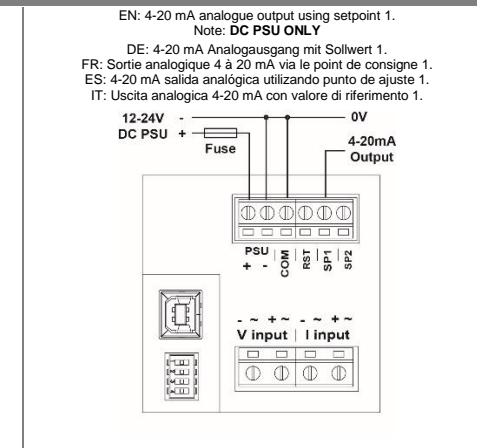 EN: 4-20 mA analogue output using setpoint 1.
Note: DC PSU ONLY
DE: 4-20 mA Analogausgang mit Sollwert 1.
FR: Sortie analogique 4 à 20 mA via le point de consigne 1.
ES: 4-20 mA salida analógica utilizando punto de ajuste 1.
IT: Uscita analogica 4-20 mA con valore di riferimento 1.
12-24V -
DC PSU +
Fuse
0V
4-20mA
Output
PSU
+ -
COM
RST
SP1
SP2
- ~ + ~ - ~ + ~
V input | I input